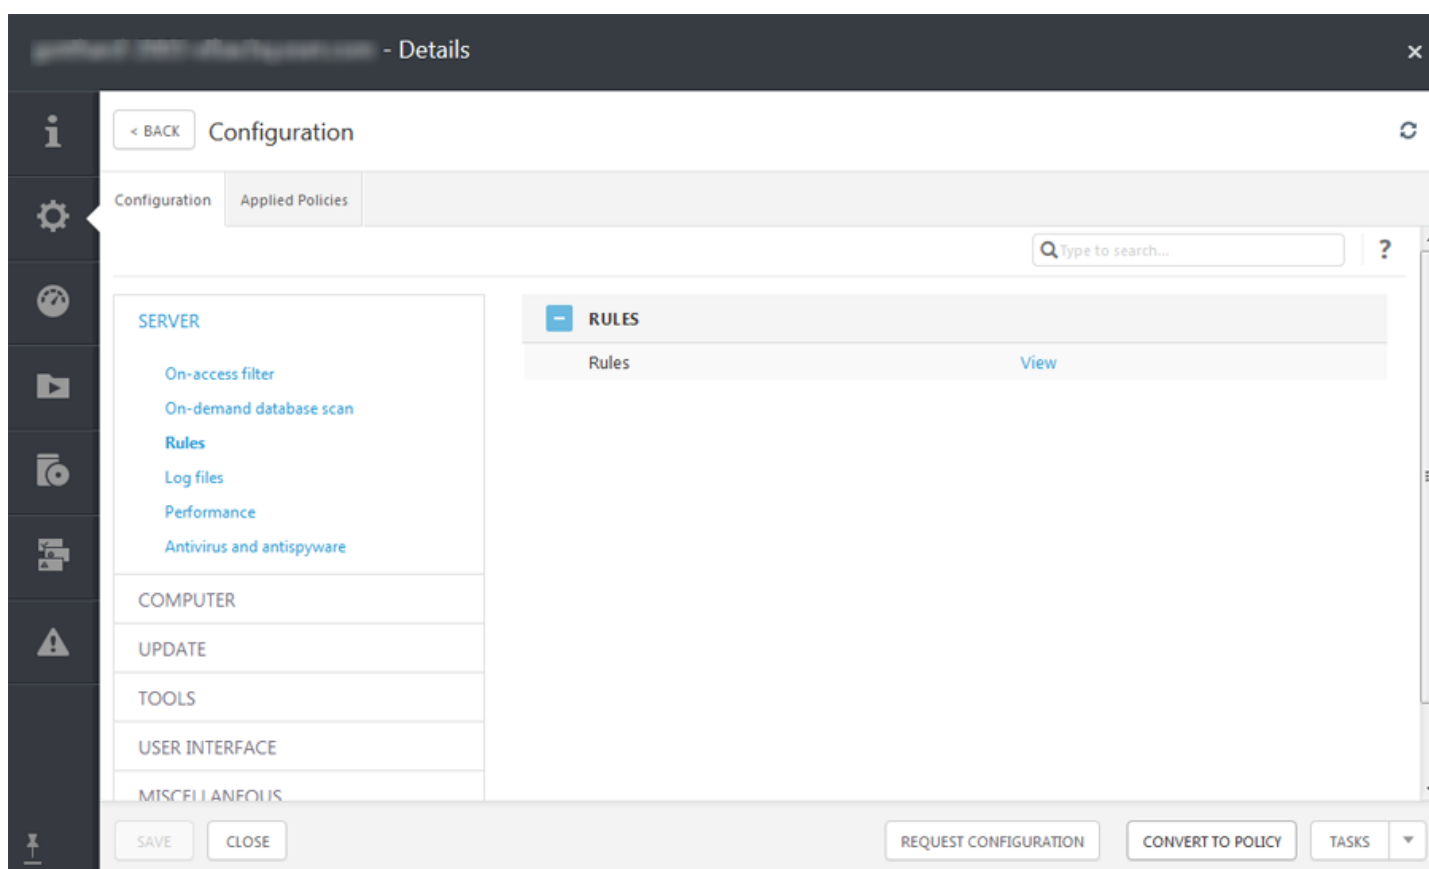 - Details
< BACK Configuration
Configuration Applied Policies
Type to search... ?
SERVER
On-access filter
On-demand database scan
Rules
Log files
Performance
Antivirus and antispyware
COMPUTER
UPDATE
TOOLS
USER INTERFACE
MISCELLANEOUS
RULES
Rules View
SAVE CLOSE REQUEST CONFIGURATION CONVERT TO POLICY TASKS